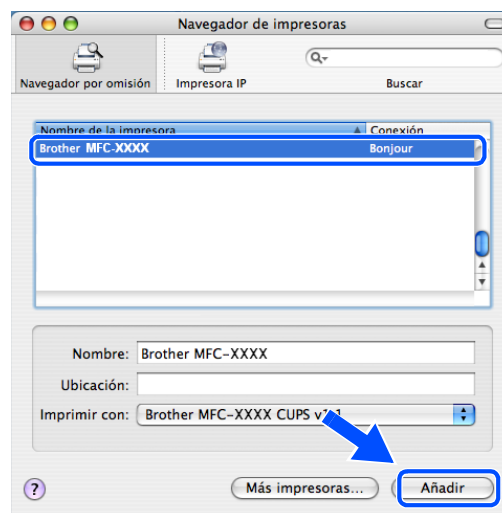 Navegador de impresoras
Navegador por omisión Impresora IP Buscar
Nombre de la impresora Conexión
Brother MFC-XXXX Bonjour
Nombre: Brother MFC-XXXX
Ubicación:
Imprimir con: Brother MFC-XXXX CUPS
? Más impresoras... Añadir